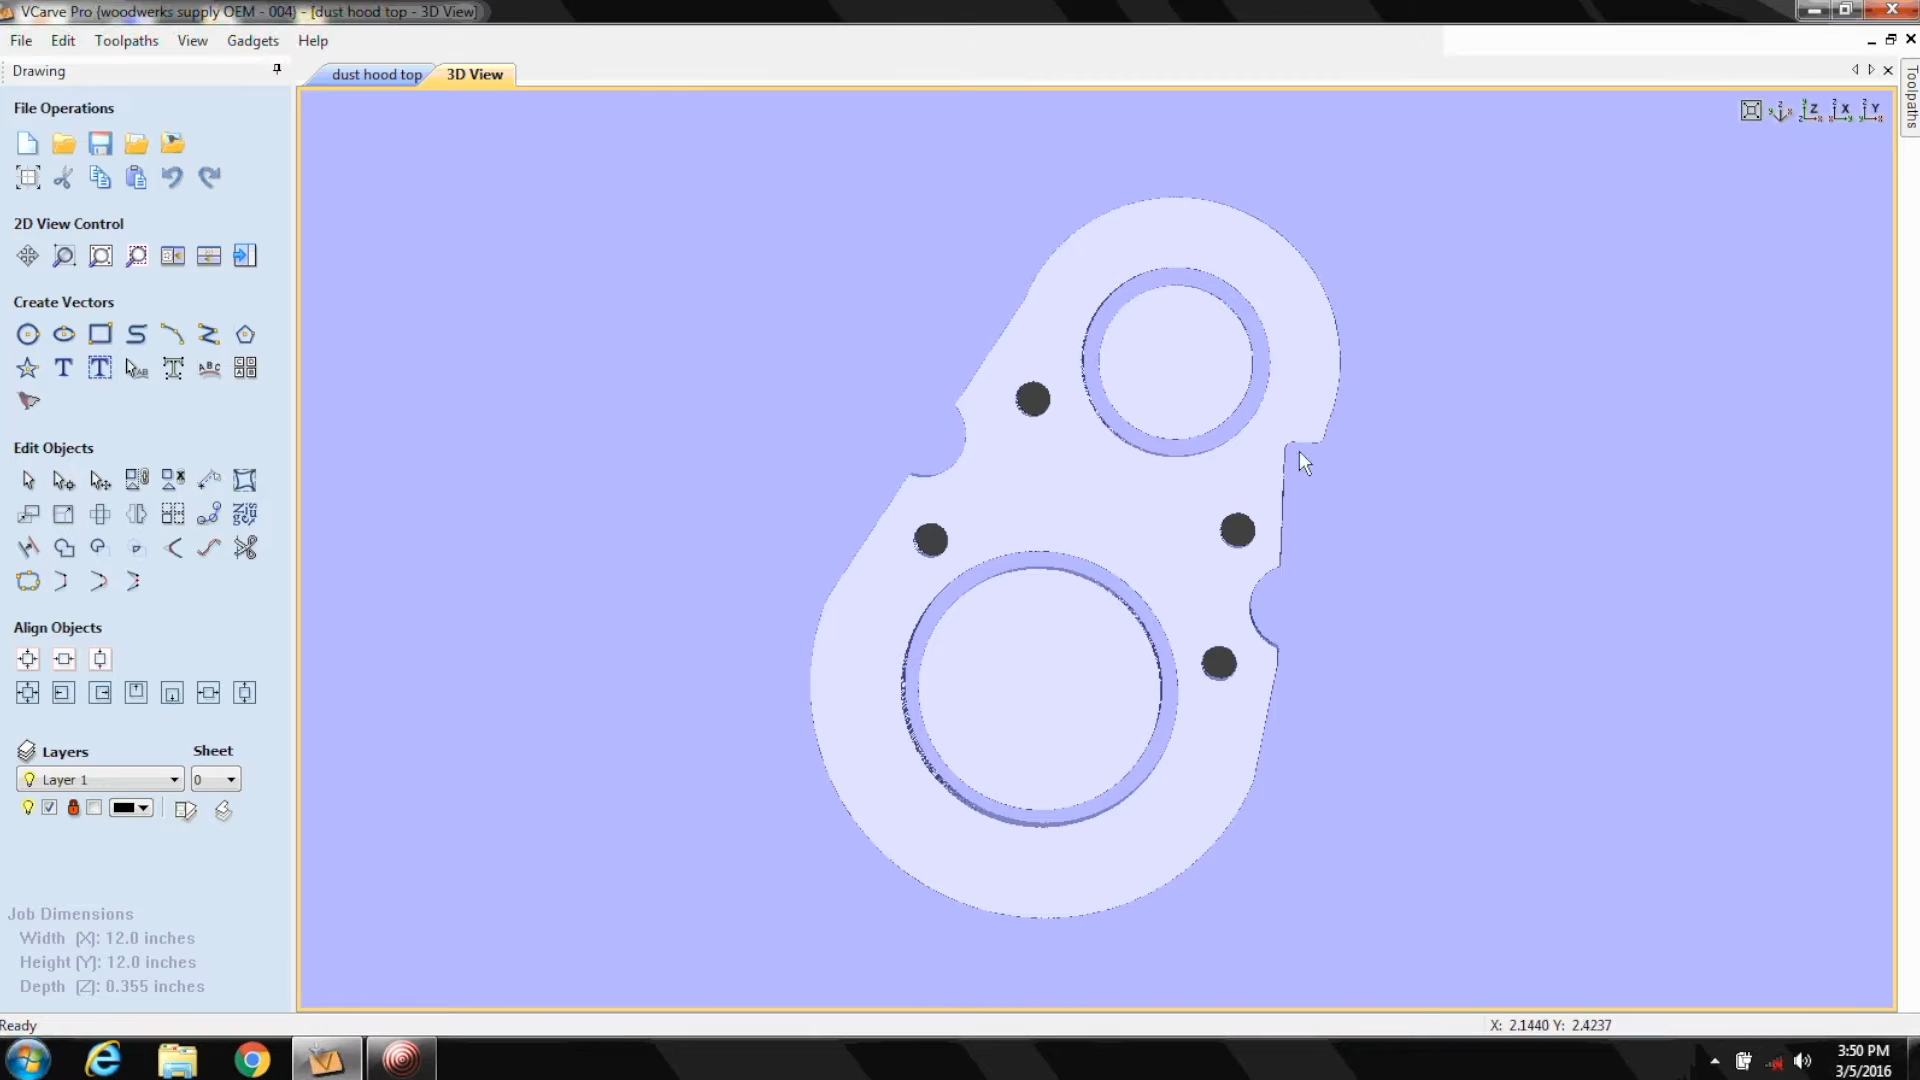 VCarve Pro {woodwerks supply OEM - 004} - [dust hood top - 3D View]
File Edit Toolpaths View Gadgets Help
Drawing
dust hood top 3D View
Toolpaths
File Operations
2D View Control
Create Vectors
Edit Objects
Align Objects
Layers Sheet
Layer 1 0
Job Dimensions
Width (X): 12.0 inches
Height (Y): 12.0 inches
Depth (Z): 0.355 inches
Ready
X: 2.1440 Y: 2.4237
3:50 PM
3/5/2016